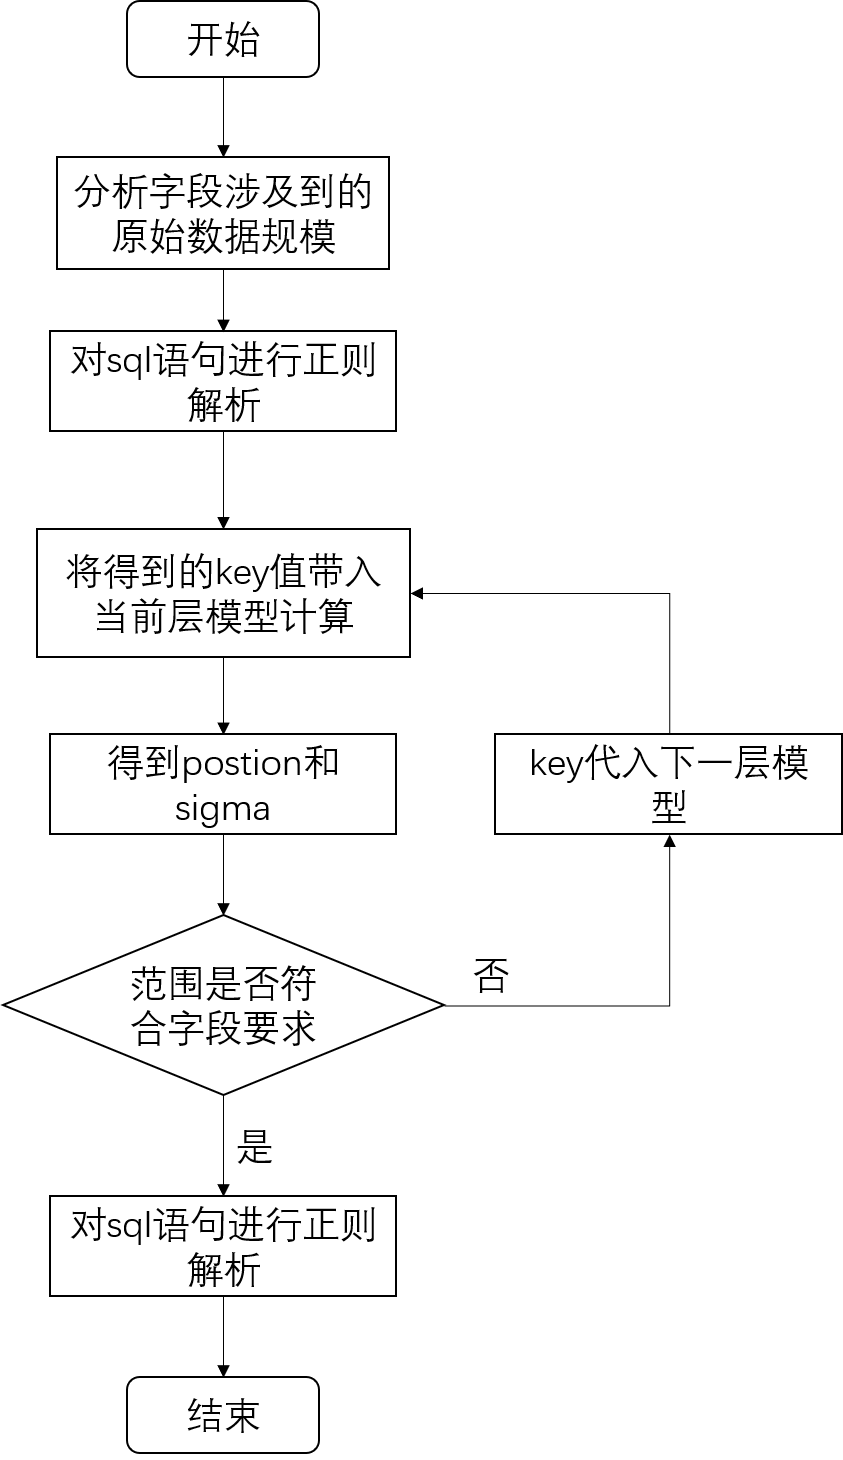 开始
分析字段涉及到的
原始数据规模
对sql语句进行正则
解析
将得到的key值带入
当前层模型计算
得到postion和
sigma
key代入下一层模
型
范围是否符
合字段要求
否
是
对sql语句进行正则
解析
结束